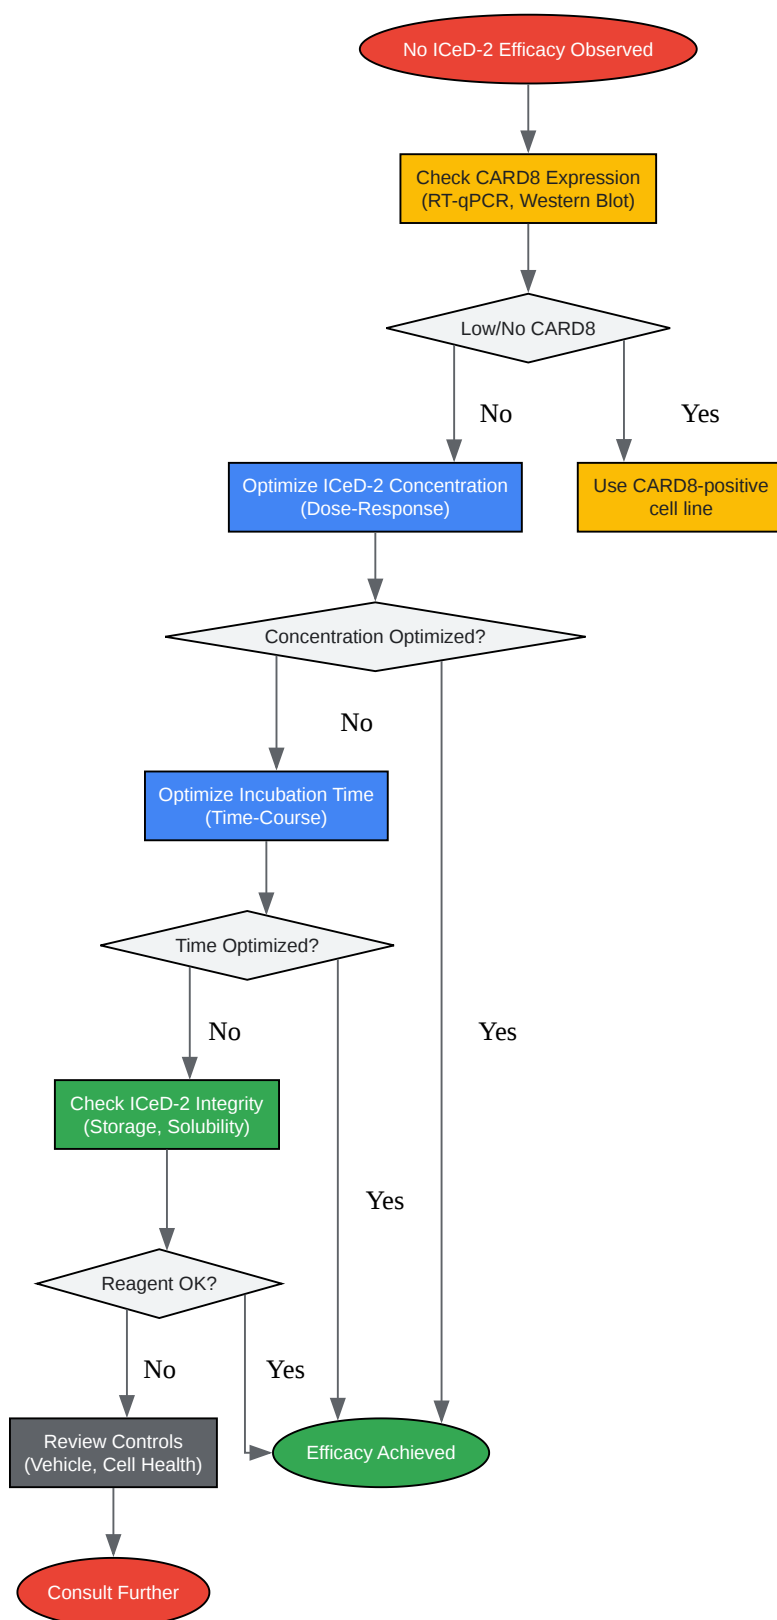 No ICeD-2 Efficacy Observed
Check CARD8 Expression
(RT-qPCR, Western Blot)
Low/No CARD8
No
Yes
Optimize ICeD-2 Concentration
(Dose-Response)
Use CARD8-positive
cell line
Concentration Optimized?
No
Optimize Incubation Time
(Time-Course)
Time Optimized?
No
Yes
Check ICeD-2 Integrity
(Storage, Solubility)
Yes
Reagent OK?
No
Yes
Review Controls
(Vehicle, Cell Health)
Efficacy Achieved
Consult Further